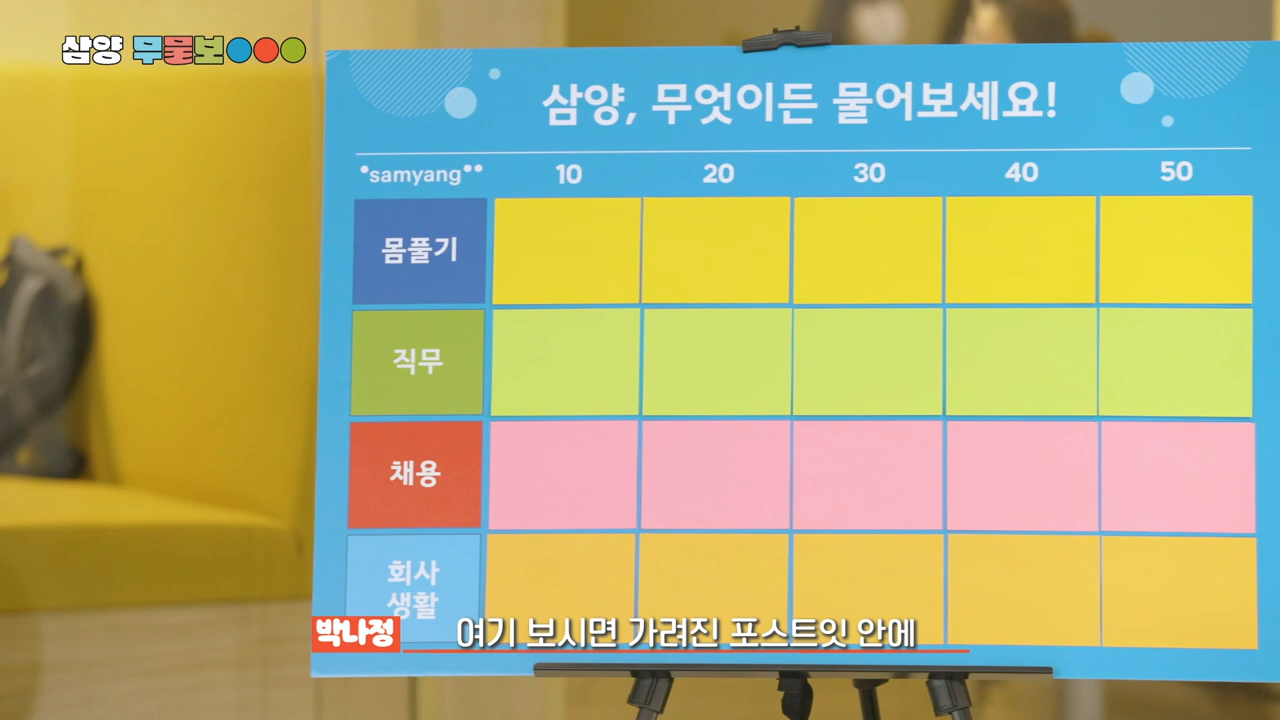 삼양 무물보
삼양, 무엇이든 물어보세요!
samyang 10 20 30 40 50
몸풀기
직무
채용
회사
생활
박나정 여기 보시면 가려진 포스트잇 안에